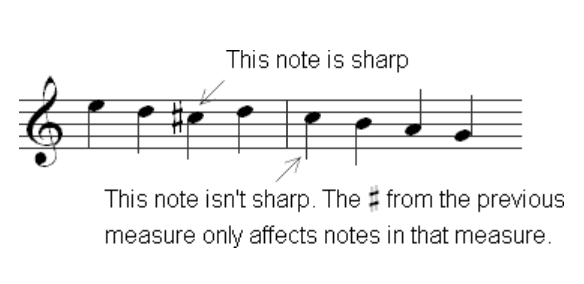 This note is sharp
This note isn't sharp. The ♯ from the previous
measure only affects notes in that measure.